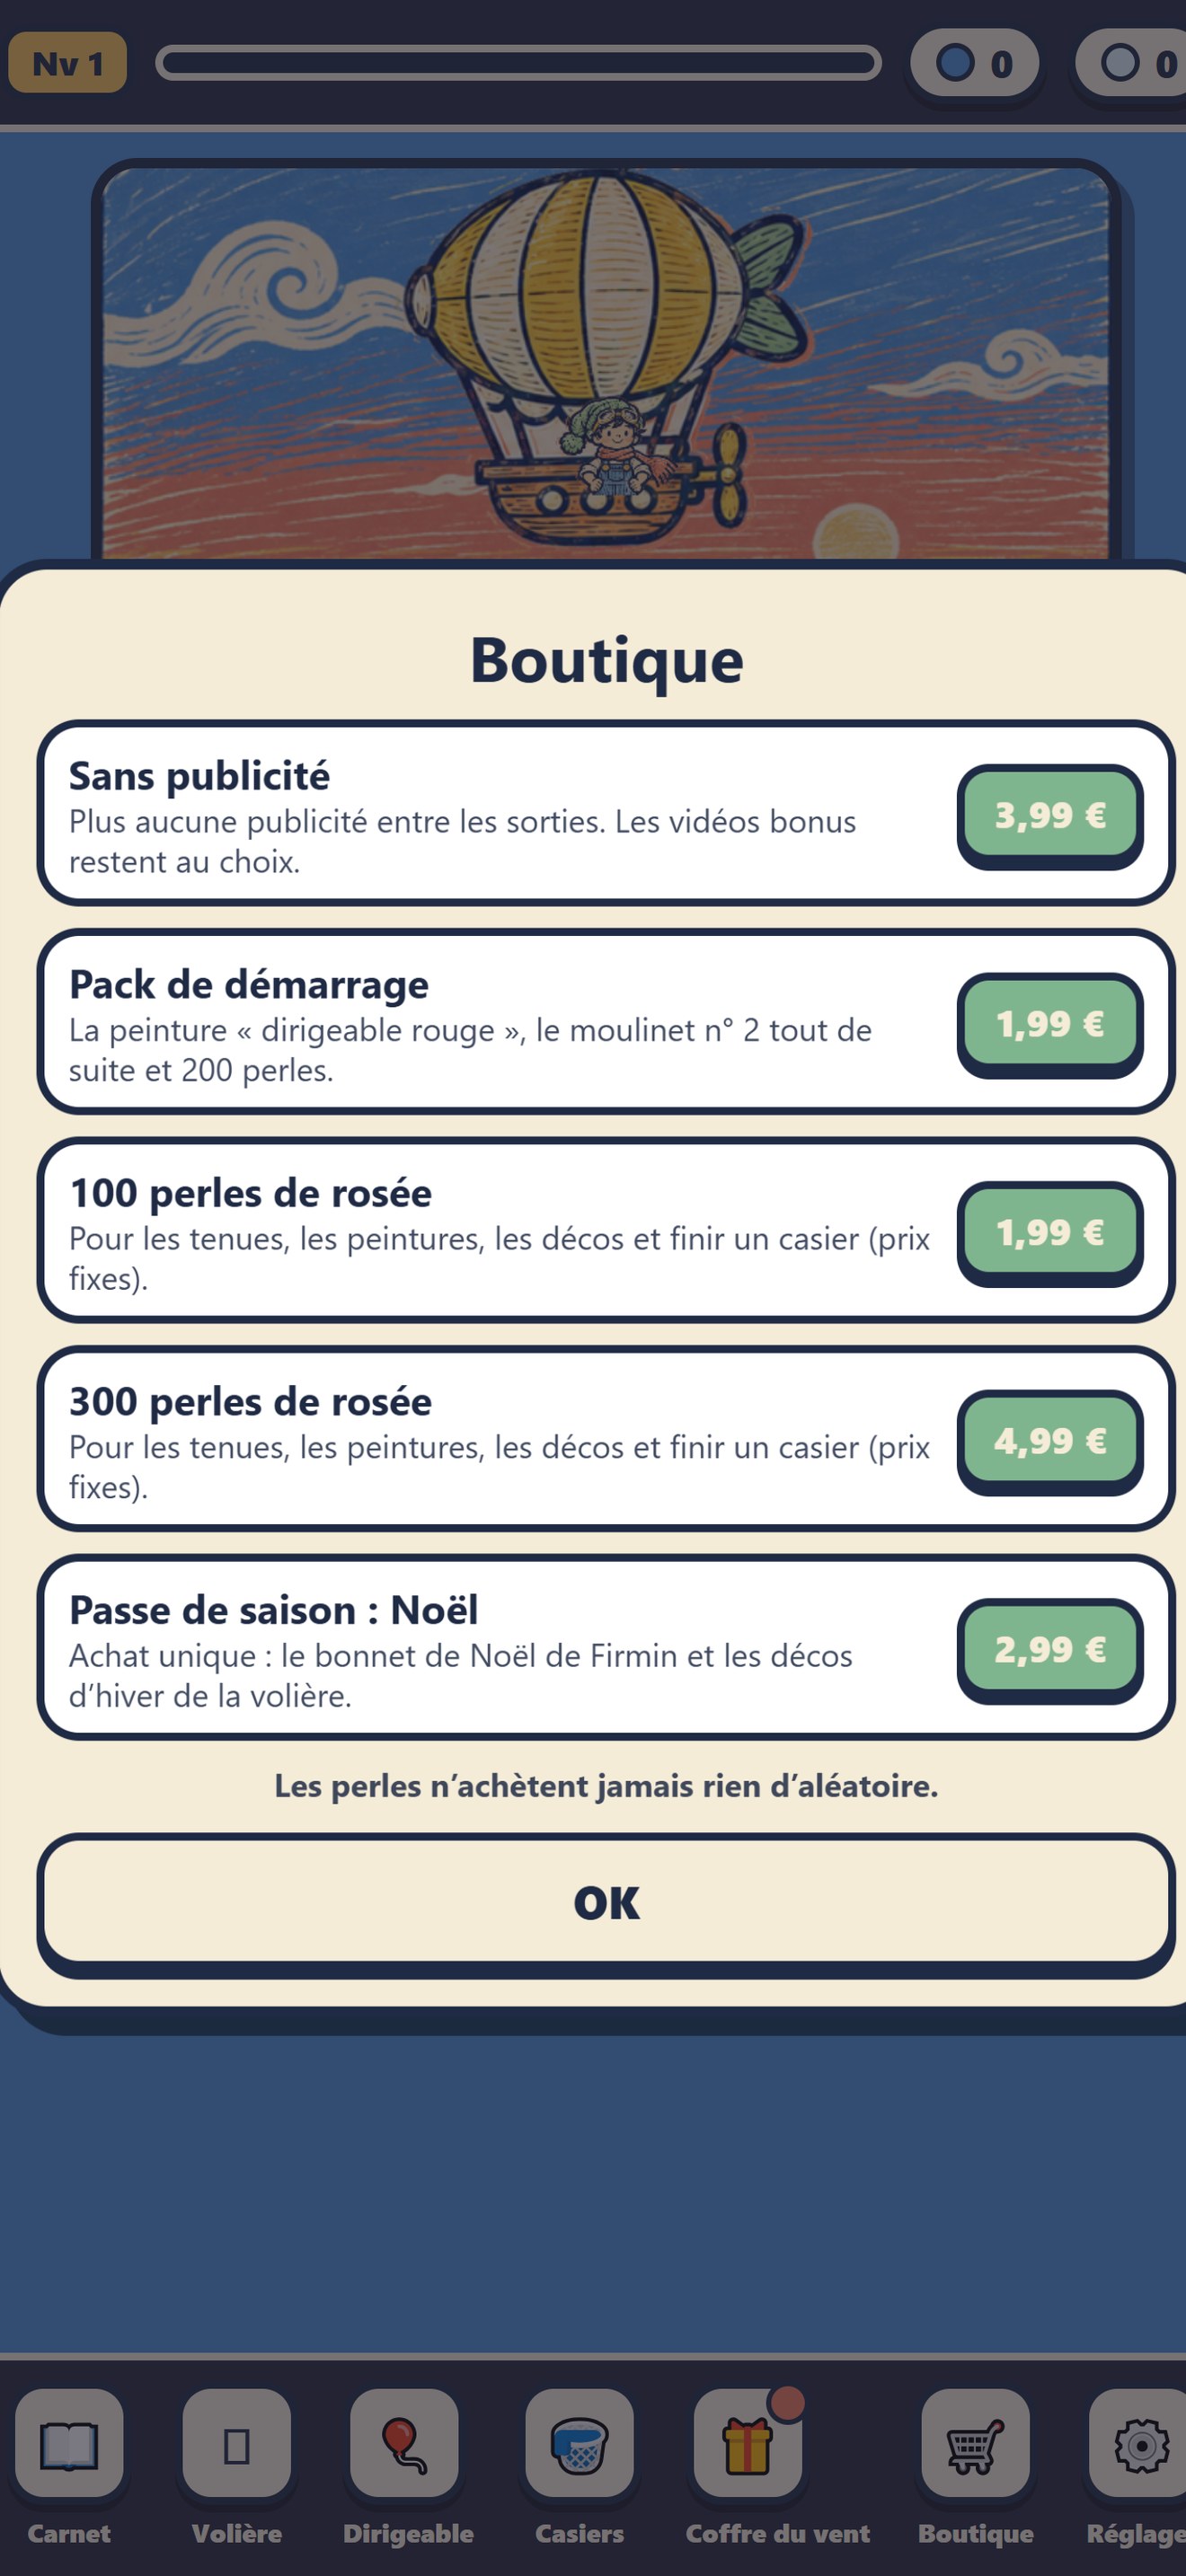 Nv 1
0
0
Boutique
Sans publicité
Plus aucune publicité entre les sorties. Les vidéos bonus
restent au choix.
3,99 €
Pack de démarrage
La peinture « dirigeable rouge », le moulinet n° 2 tout de
suite et 200 perles.
1,99 €
100 perles de rosée
Pour les tenues, les peintures, les décos et finir un casier (prix
fixes).
1,99 €
300 perles de rosée
Pour les tenues, les peintures, les décos et finir un casier (prix
fixes).
4,99 €
Passe de saison : Noël
Achat unique : le bonnet de Noël de Firmin et les décos
d’hiver de la volière.
2,99 €
Les perles n’achètent jamais rien d’aléatoire.
OK
Carnet
Volière
Dirigeable
Casiers
Coffre du vent
Boutique
Réglage